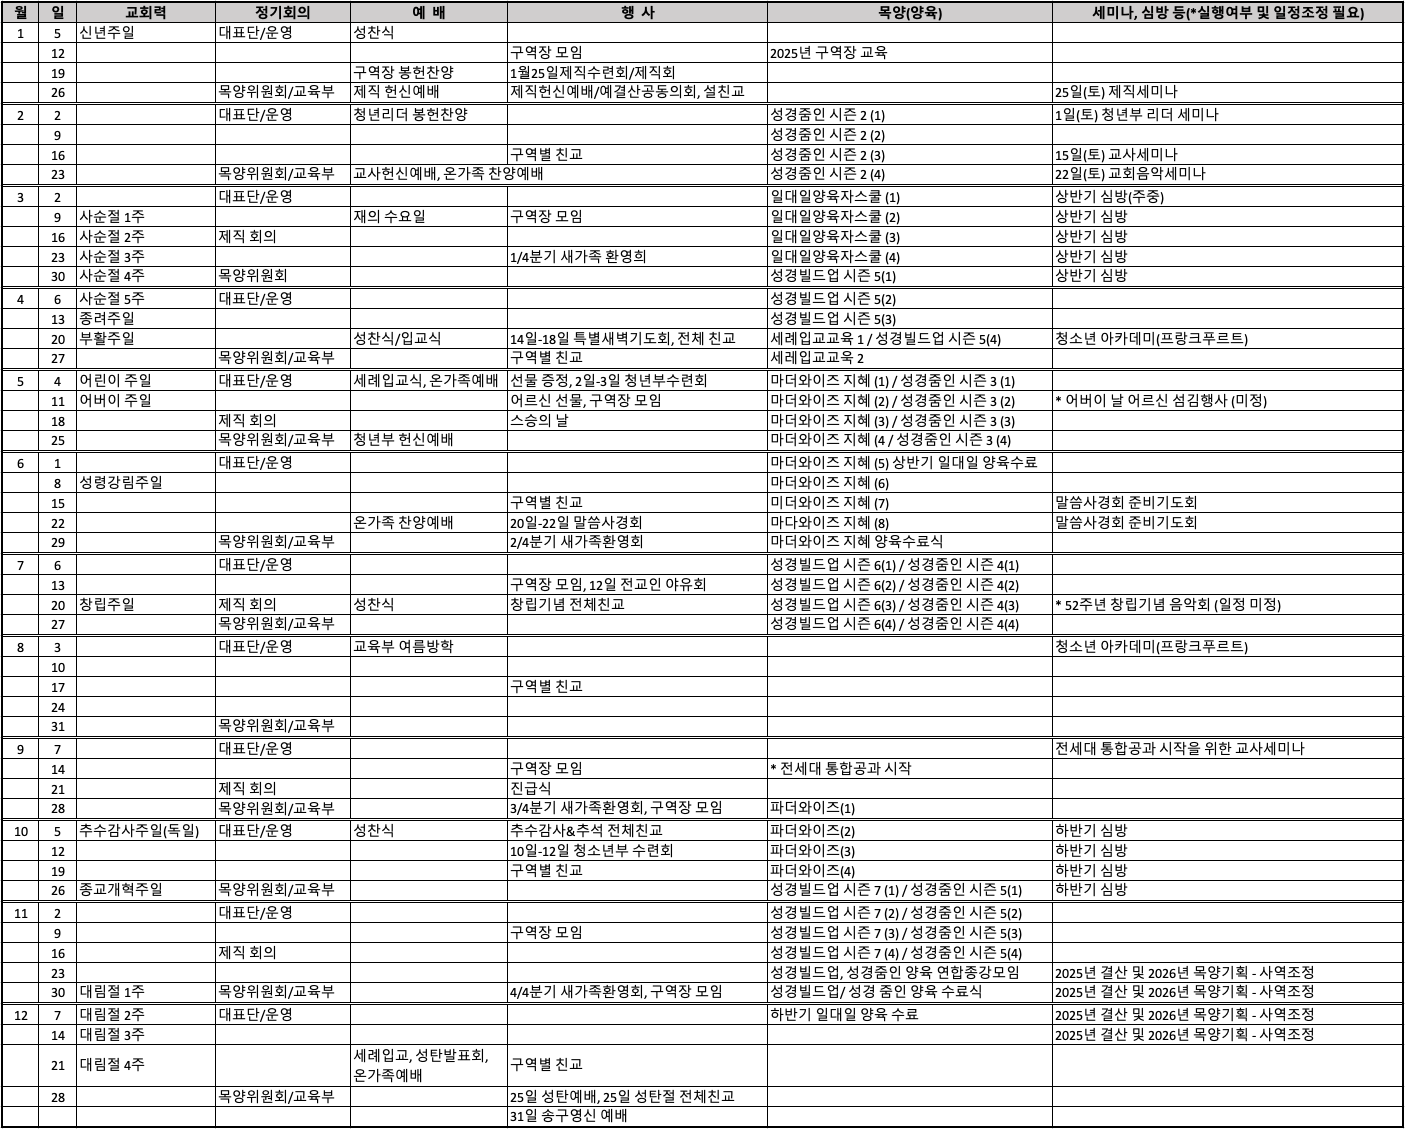 월 일 교회력 정기회의 예 배 행 사 목양(양육) 세미나, 심방 등(*실행여부 및 일정조정 필요)
1 5 신년주일 대표단/운영 성찬식
12 구역장 모임 2025년 구역장 교육
19 구역장 봉헌찬양 1월25일제직수련회/제직회
26 목양위원회/교육부 제직 헌신예배 제직헌신예배/예결산공동의회, 설친교 25일(토) 제직세미나
2 2 대표단/운영 청년리더 봉헌찬양 성경줌인 시즌 2 (1) 1일(토) 청년부 리더 세미나
9 성경줌인 시즌 2 (2)
16 구역별 친교 성경줌인 시즌 2 (3) 15일(토) 교사세미나
23 목양위원회/교육부 교사헌신예배, 온가족 찬양예배 성경줌인 시즌 2 (4) 22일(토) 교회음악세미나
3 2 대표단/운영 일대일양육자스쿨 (1) 상반기 심방(주중)
9 사순절 1주 재의 수요일 구역장 모임 일대일양육자스쿨 (2) 상반기 심방
16 사순절 2주 제직 회의 일대일양육자스쿨 (3) 상반기 심방
23 사순절 3주 1/4분기 새가족 환영희 일대일양육자스쿨 (4) 상반기 심방
30 사순절 4주 목양위원회 성경빌드업 시즌 5(1) 상반기 심방
4 6 사순절 5주 대표단/운영 성경빌드업 시즌 5(2)
13 종려주일 성경빌드업 시즌 5(3)
20 부활주일 성찬식/입교식 14일-18일 특별새벽기도회, 전체 친교 세례입교교육 1 / 성경빌드업 시즌 5(4) 청소년 아카데미(프랑크푸르트)
27 목양위원회/교육부 구역별 친교 세레입교교욱 2
5 4 어린이 주일 대표단/운영 세례입교식, 온가족예배 선물 증정, 2일-3일 청년부수련회 마더와이즈 지혜 (1) / 성경줌인 시즌 3 (1)
11 어버이 주일 어르신 선물, 구역장 모임 마더와이즈 지혜 (2) / 성경줌인 시즌 3 (2) * 어버이 날 어르신 섬김행사 (미정)
18 제직 회의 스승의 날 마더와이즈 지혜 (3) / 성경줌인 시즌 3 (3)
25 목양위원회/교육부 청년부 헌신예배 마더와이즈 지혜 (4 / 성경줌인 시즌 3 (4)
6 1 대표단/운영 마더와이즈 지혜 (5) 상반기 일대일 양육수료
8 성령강림주일 마더와이즈 지혜 (6)
15 구역별 친교 미더와이즈 지혜 (7) 말씀사경회 준비기도회
22 온가족 찬양예배 20일-22일 말씀사경회 마다와이즈 지혜 (8) 말씀사경회 준비기도회
29 목양위원회/교육부 2/4분기 새가족환영회 마더와이즈 지혜 양육수료식
7 6 대표단/운영 성경빌드업 시즌 6(1) / 성경줌인 시즌 4(1)
13 구역장 모임, 12일 전교인 야유회 성경빌드업 시즌 6(2) / 성경줌인 시즌 4(2)
20 창립주일 제직 회의 성찬식 창립기념 전체친교 성경빌드업 시즌 6(3) / 성경줌인 시즌 4(3) * 52주년 창립기념 음악회 (일정 미정)
27 목양위원회/교육부 성경빌드업 시즌 6(4) / 성경줌인 시즌 4(4)
8 3 대표단/운영 교육부 여름방학 청소년 아카데미(프랑크푸르트)
10
17 구역별 친교
24
31 목양위원회/교육부
9 7 대표단/운영 전세대 통합공과 시작을 위한 교사세미나
14 구역장 모임 * 전세대 통합공과 시작
21 제직 회의 진급식
28 목양위원회/교육부 3/4분기 새가족환영회, 구역장 모임 파더와이즈(1)
10 5 추수감사주일(독일) 대표단/운영 성찬식 추수감사&추석 전체친교 파더와이즈(2) 하반기 심방
12 10일-12일 청소년부 수련회 파더와이즈(3) 하반기 심방
19 구역별 친교 파더와이즈(4) 하반기 심방
26 종교개혁주일 목양위원회/교육부 성경빌드업 시즌 7 (1) / 성경줌인 시즌 5(1) 하반기 심방
11 2 대표단/운영 성경빌드업 시즌 7 (2) / 성경줌인 시즌 5(2)
9 구역장 모임 성경빌드업 시즌 7 (3) / 성경줌인 시즌 5(3)
16 제직 회의 성경빌드업 시즌 7 (4) / 성경줌인 시즌 5(4)
23 성경빌드업, 성경줌인 양육 연합종강모임 2025년 결산 및 2026년 목양기획 - 사역조정
30 대림절 1주 목양위원회/교육부 4/4분기 새가족환영회, 구역장 모임 성경빌드업/ 성경 줌인 양육 수료식 2025년 결산 및 2026년 목양기획 - 사역조정
12 7 대림절 2주 대표단/운영 하반기 일대일 양육 수료 2025년 결산 및 2026년 목양기획 - 사역조정
14 대림절 3주 2025년 결산 및 2026년 목양기획 - 사역조정
21 대림절 4주 세례입교, 성탄발표회, 구역별 친교
온가족예배
28 목양위원회/교육부 25일 성탄예배, 25일 성탄절 전체친교
31일 송구영신 예배